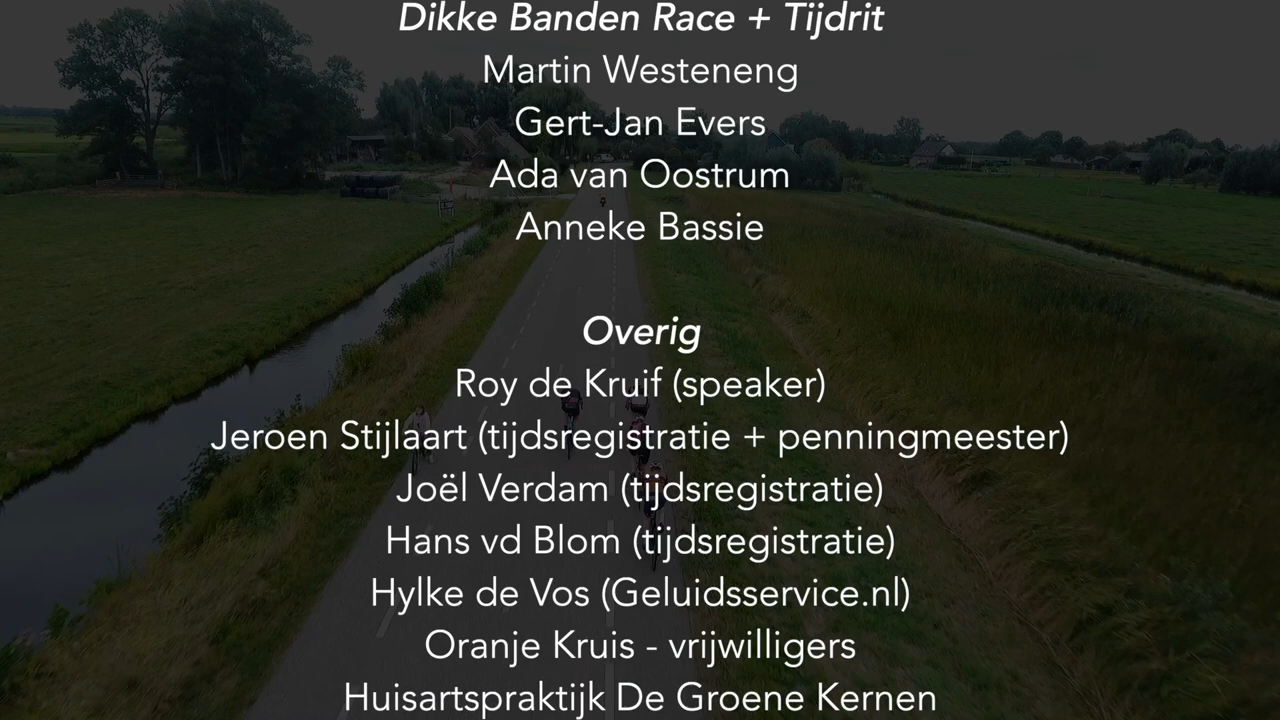 Dikke Banden Race + Tijdrit
Martin Westeneng
Gert-Jan Evers
Ada van Oostrum
Anneke Bassie
Overig
Roy de Kruif (speaker)
Jeroen Stijlaart (tijdsregistratie + penningmeester)
Joël Verdam (tijdsregistratie)
Hans vd Blom (tijdsregistratie)
Hylke de Vos (Geluidsservice.nl)
Oranje Kruis - vrijwilligers
Huisartspraktijk De Groene Kernen